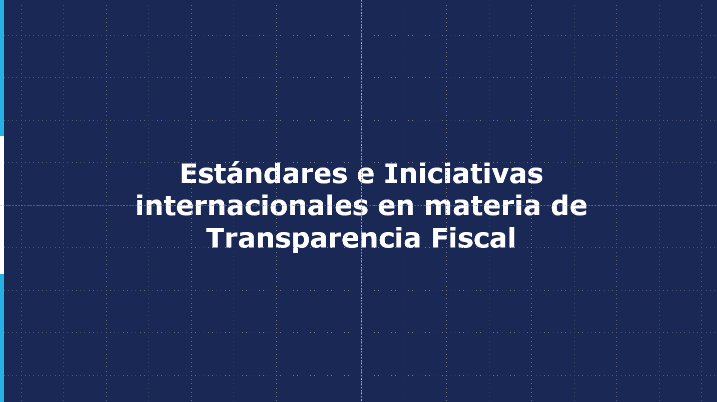 Estándares e Iniciativas
internacionales en materia de
Transparencia Fiscal